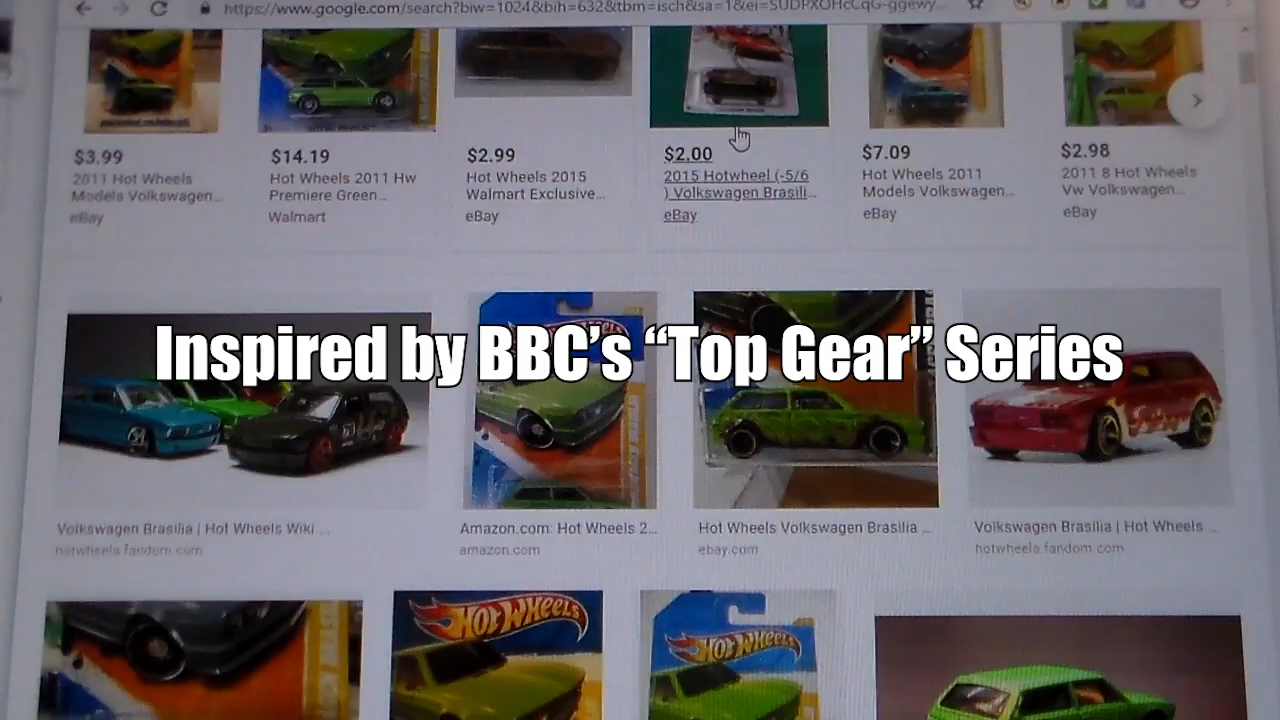 https://www.google.com/search?biw=1024&bih=632&tbm=isch&sa=1&ei=SUDPXOHcCqG-ggewy...
$3.99
2011 Hot Wheels
Models Volkswagen...
eBay
$14.19
Hot Wheels 2011 Hw
Premiere Green...
Walmart
$2.99
Hot Wheels 2015
Walmart Exclusive...
eBay
$2.00
2015 Hotwheel (-5/6
) Volkswagen Brasili...
eBay
$7.09
Hot Wheels 2011
Models Volkswagen...
eBay
$2.98
2011 8 Hot Wheels
Vw Volkswagen...
eBay
Inspired by BBC’s “Top Gear” Series
Volkswagen Brasilia | Hot Wheels Wiki ...
hotwheels.fandom.com
Amazon.com: Hot Wheels 2...
amazon.com
Hot Wheels Volkswagen Brasilia ...
ebay.com
Volkswagen Brasilia | Hot Wheels ...
hotwheels.fandom.com
HOT WHEELS
HOT WHEELS